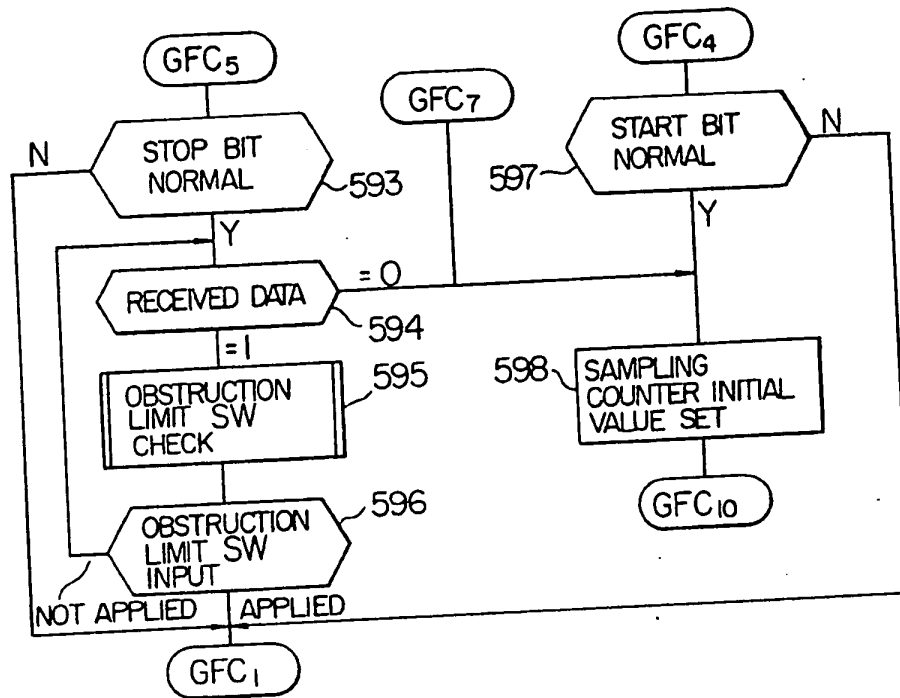 GFC5
GFC7
GFC4
N
STOP BIT
NORMAL
593
Y
597
START BIT
NORMAL
N
Y
RECEIVED DATA
=0
594
=1
OBSTRUCTION
LIMIT SW
CHECK
595
598
SAMPLING
COUNTER INITIAL
VALUE SET
OBSTRUCTION
LIMIT SW
INPUT
596
GFC10
NOT APPLIED
APPLIED
GFC1